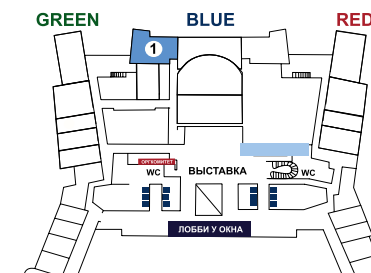 GREEN BLUE RED
1
ОРГКОМИТЕТ
WC ВЫСТАВКА WC
ЛОББИ У ОКНА